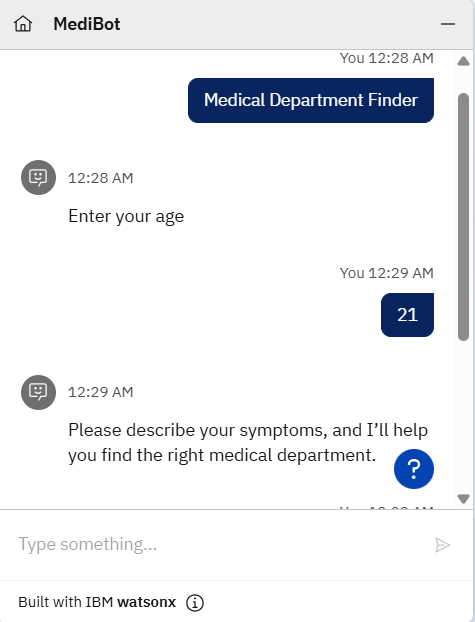 MediBot
You 12:28 AM
Medical Department Finder
12:28 AM
Enter your age
You 12:29 AM
21
12:29 AM
Please describe your symptoms, and I’ll help
you find the right medical department.
?
Type something...
Built with IBM watsonx